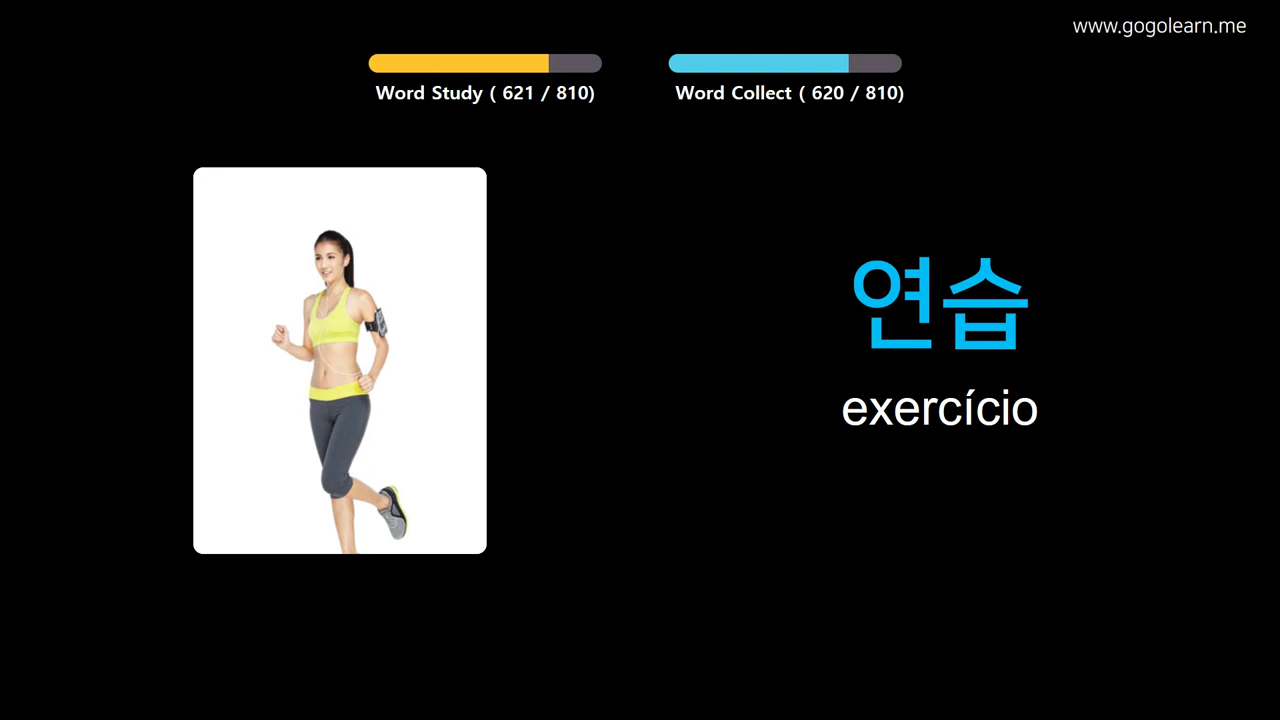 www.gogolearn.me
Word Study ( 621 / 810)
Word Collect ( 620 / 810)
연습
exercício